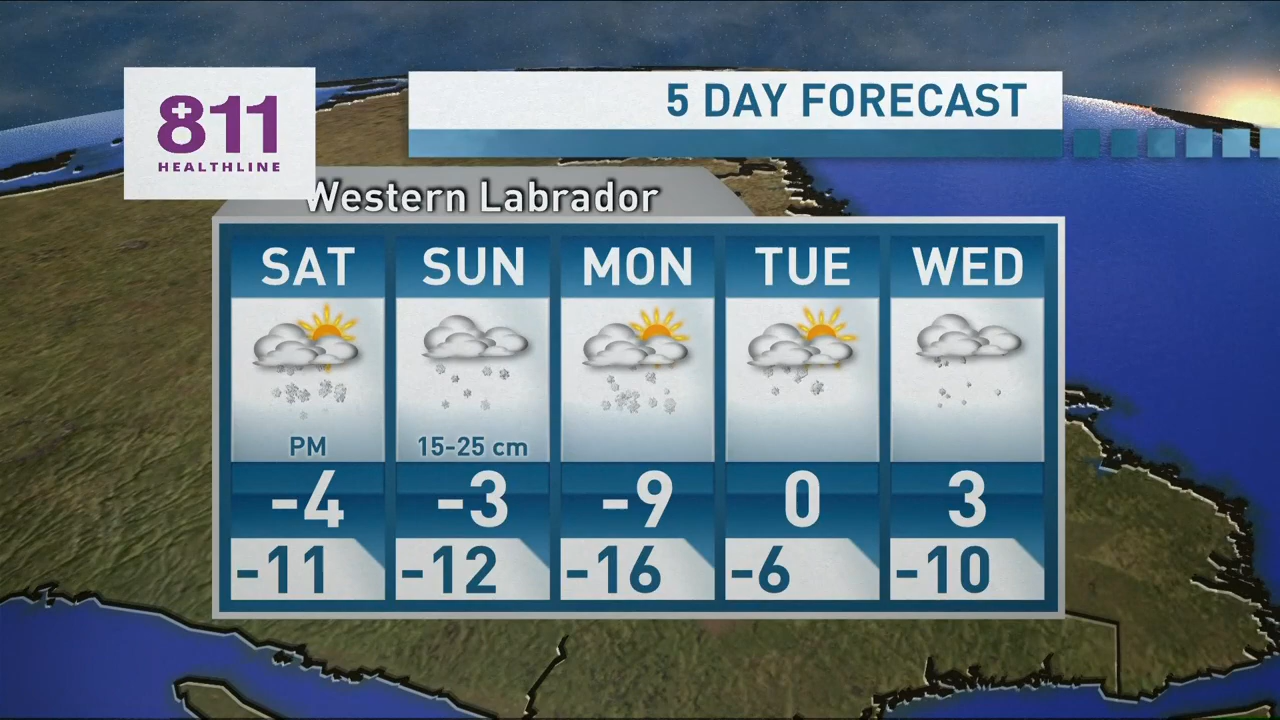 811
HEALTHLINE
5 DAY FORECAST
Western Labrador
SAT SUN MON TUE WED
PM 15-25 cm
-4 -3 -9 0 3
-11 -12 -16 -6 -10